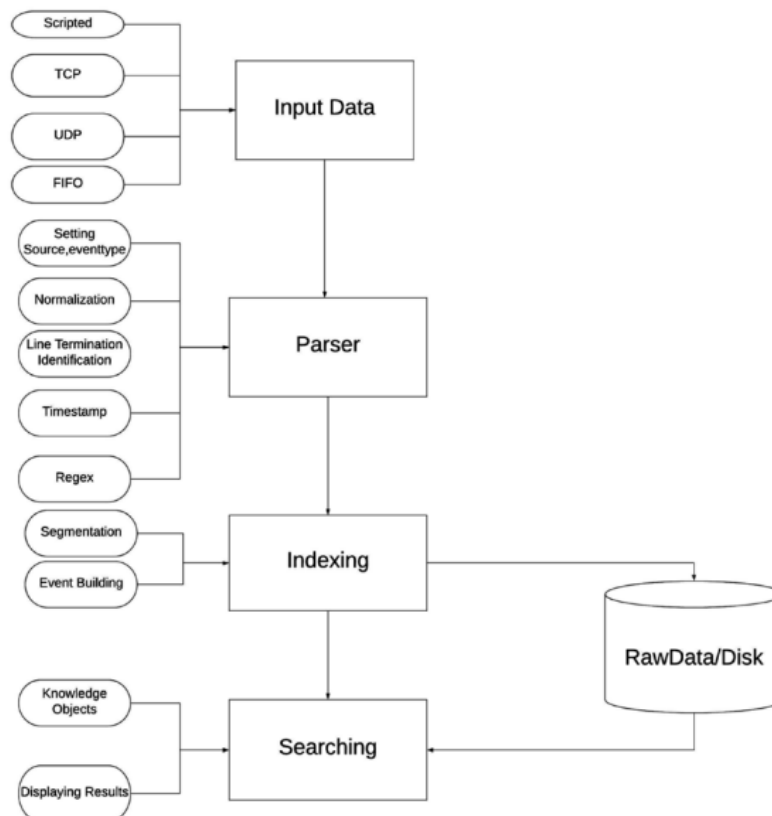 Scripted
TCP
Input Data
UDP
FIFO
Setting
Source,eventtype
Normalization
Line Termination
Identification
Parser
Timestamp
Regex
Segmentation
Indexing
Event Building
RawData/Disk
Knowledge
Objects
Searching
Displaying Results